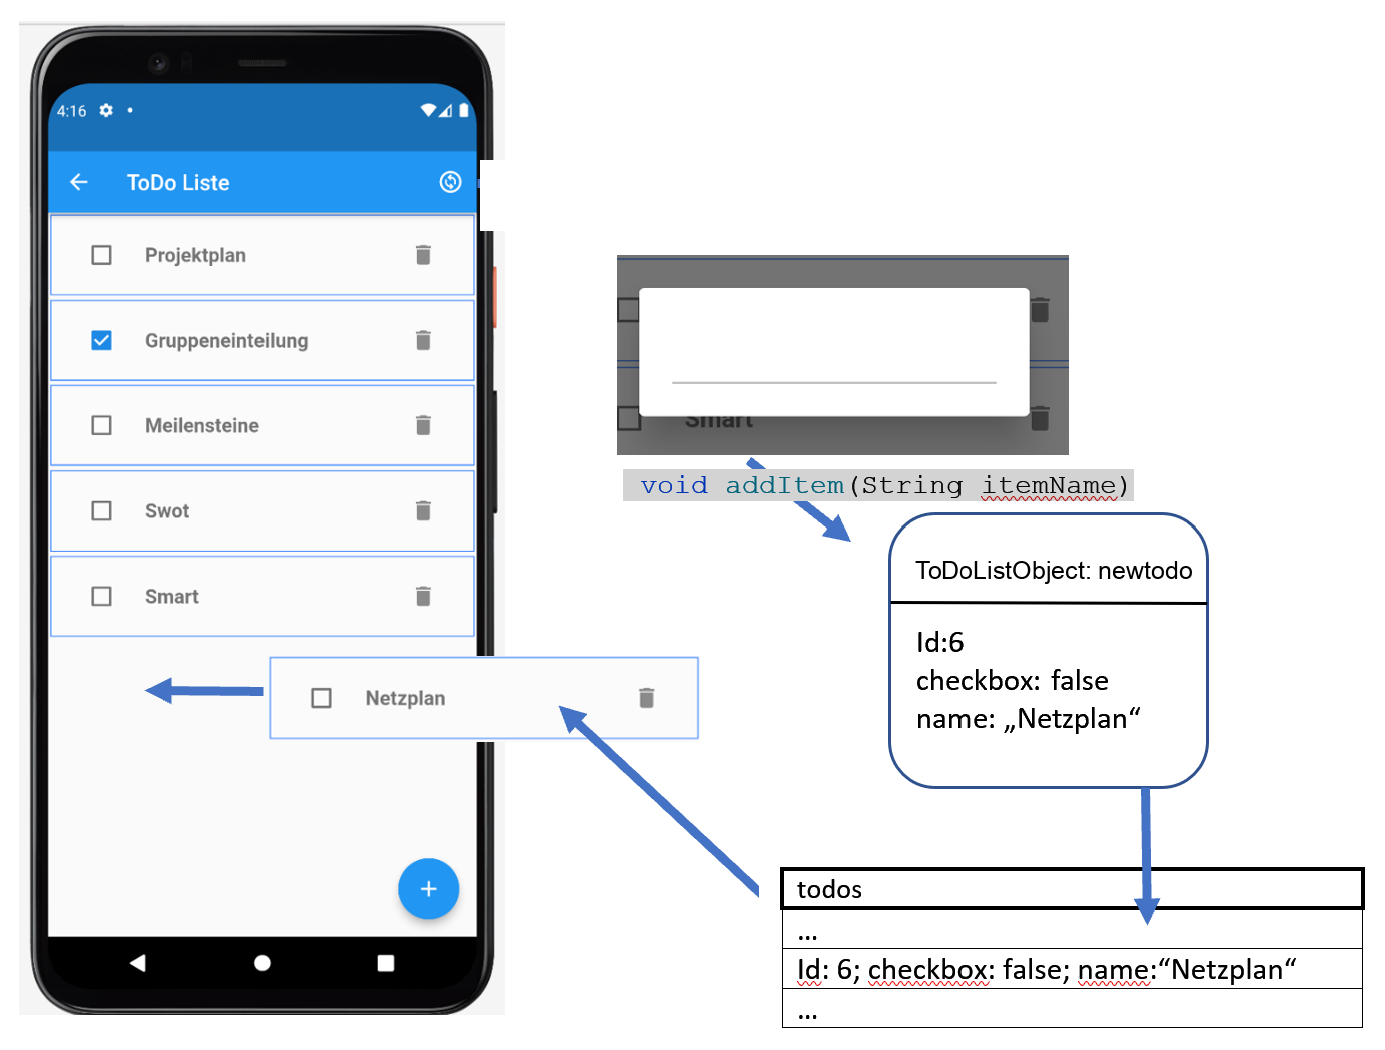 4:16
ToDo Liste
Projektplan
Gruppeneinteilung
Meilensteine
Swot
Smart
Netzplan
Smart
void addItem(String itemName)
ToDoListObject: newtodo
Id:6
checkbox: false
name: „Netzplan“
todos
...
Id: 6; checkbox: false; name:“Netzplan“
...